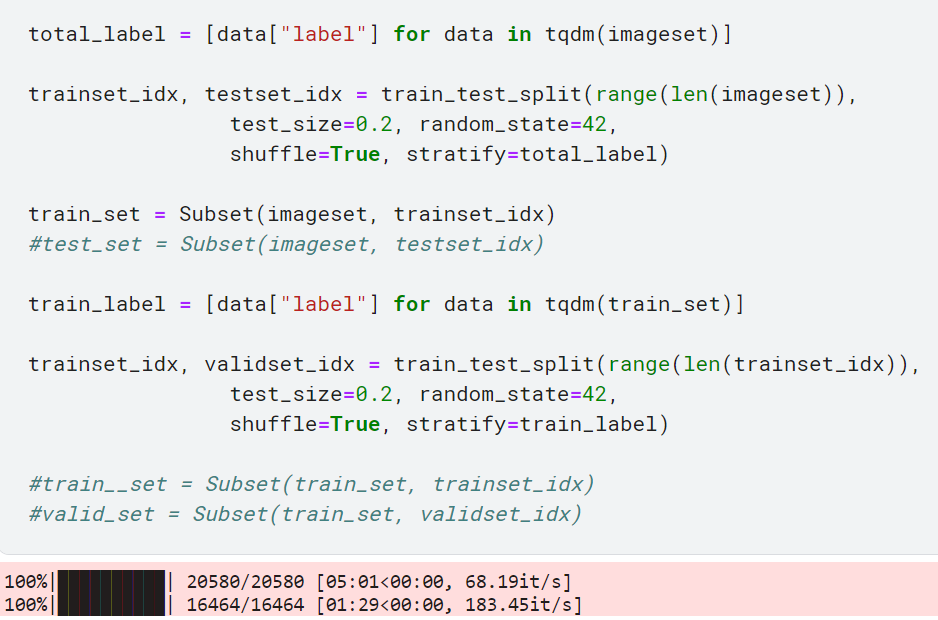 total_label = [data["label"] for data in tqdm(imageset)]
trainset_idx, testset_idx = train_test_split(range(len(imageset)),
test_size=0.2, random_state=42,
shuffle=True, stratify=total_label)
train_set = Subset(imageset, trainset_idx)
#test_set = Subset(imageset, testset_idx)
train_label = [data["label"] for data in tqdm(train_set)]
trainset_idx, validset_idx = train_test_split(range(len(trainset_idx)),
test_size=0.2, random_state=42,
shuffle=True, stratify=train_label)
#train__set = Subset(train_set, trainset_idx)
#valid_set = Subset(train_set, validset_idx)
100%|██████████| 20580/20580 [05:01<00:00, 68.19it/s]
100%|██████████| 16464/16464 [01:29<00:00, 183.45it/s]